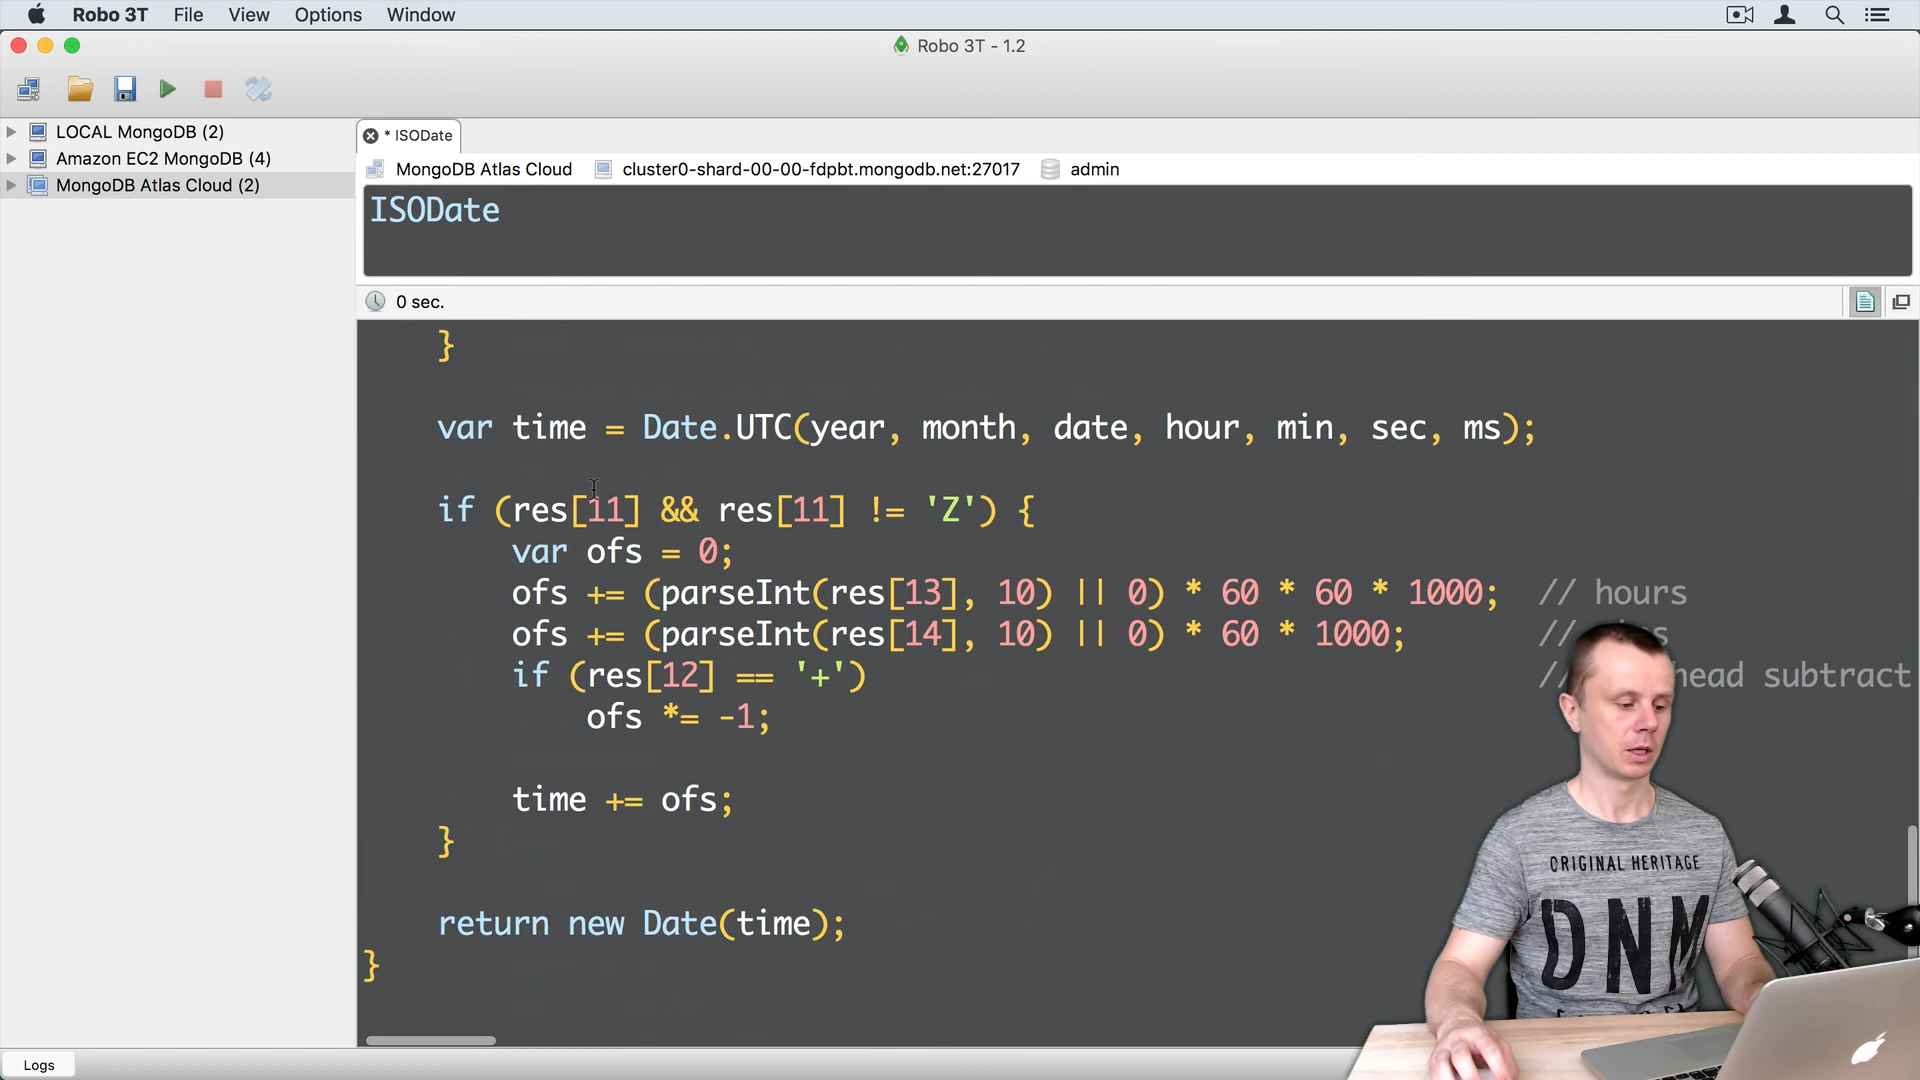 Robo 3T File View Options Window
Robo 3T - 1.2
LOCAL MongoDB (2)
Amazon EC2 MongoDB (4)
MongoDB Atlas Cloud (2)
* ISODate
MongoDB Atlas Cloud cluster0-shard-00-00-fdpbt.mongodb.net:27017 admin
ISODate
0 sec.
}
var time = Date.UTC(year, month, date, hour, min, sec, ms);
if (res[11] && res[11] != 'Z') {
var ofs = 0;
ofs += (parseInt(res[13], 10) || 0) * 60 * 60 * 1000; // hours
ofs += (parseInt(res[14], 10) || 0) * 60 * 1000; //
if (res[12] == '+') // subtract
ofs *= -1;
time += ofs;
}
return new Date(time);
}
ORIGINAL HERITAGE
DNM
Logs